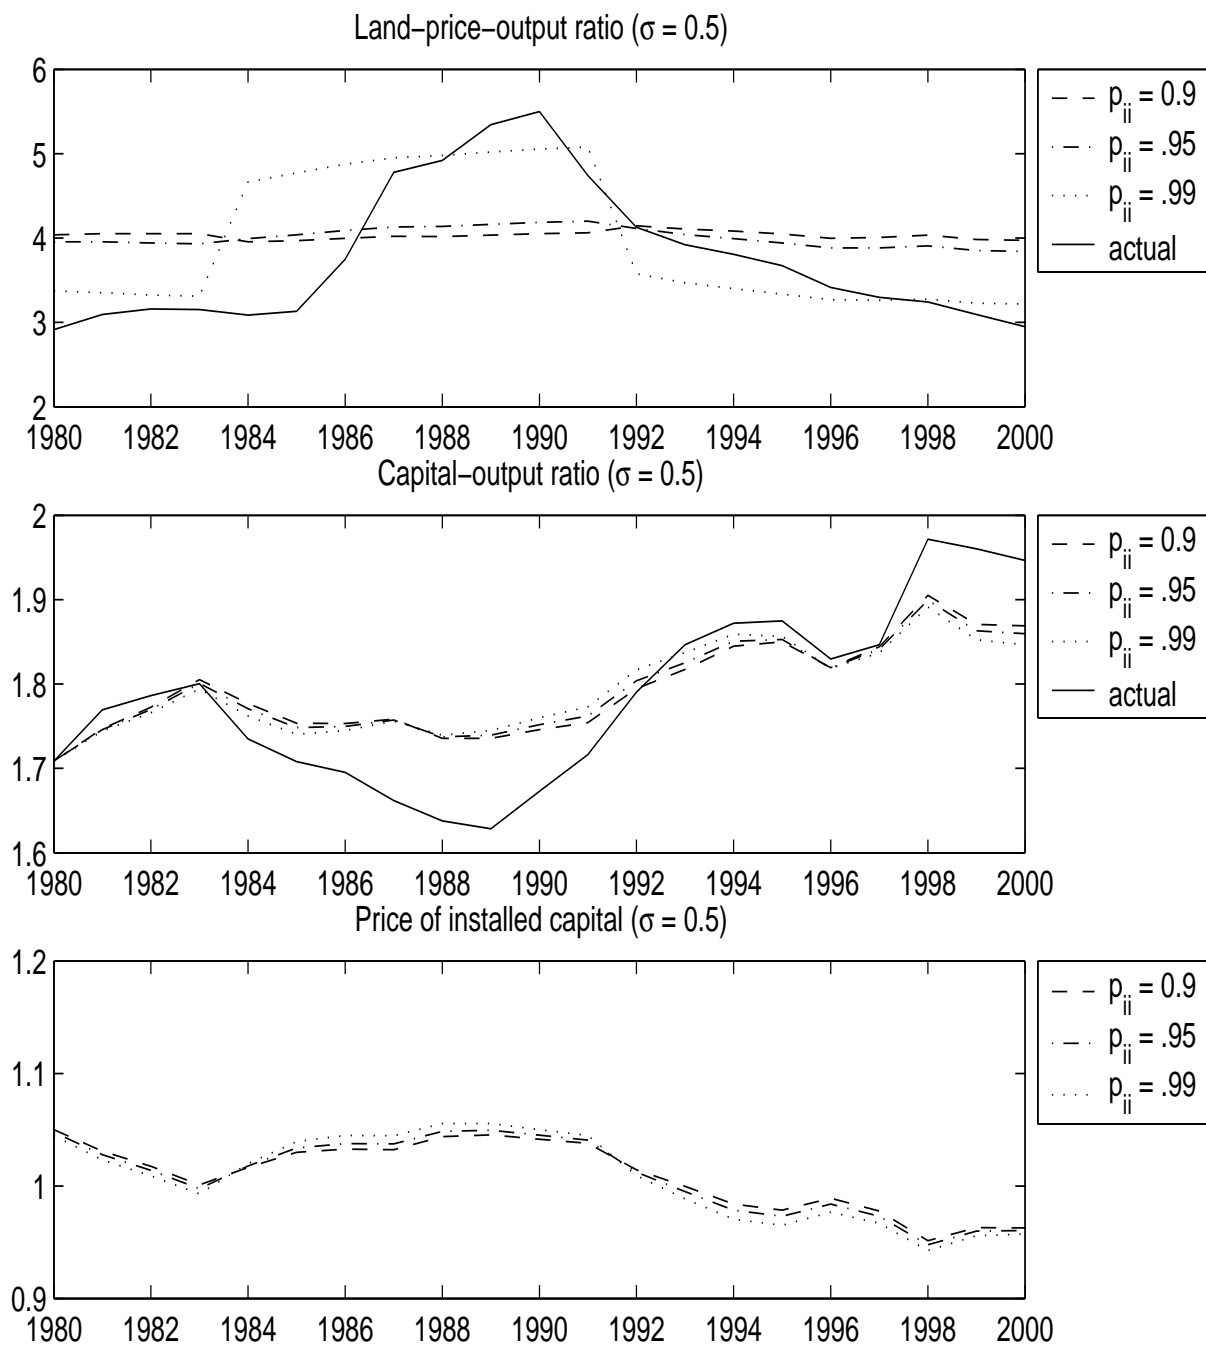 Land–price–output ratio (σ = 0.5)
6
5
4
3
2
1980 1982 1984 1986 1988 1990 1992 1994 1996 1998 2000
p_ii = 0.9
p_ii = .95
p_ii = .99
actual
Capital–output ratio (σ = 0.5)
2
1.9
1.8
1.7
1.6
1980 1982 1984 1986 1988 1990 1992 1994 1996 1998 2000
p_ii = 0.9
p_ii = .95
p_ii = .99
actual
Price of installed capital (σ = 0.5)
1.2
1.1
1
0.9
1980 1982 1984 1986 1988 1990 1992 1994 1996 1998 2000
p_ii = 0.9
p_ii = .95
p_ii = .99